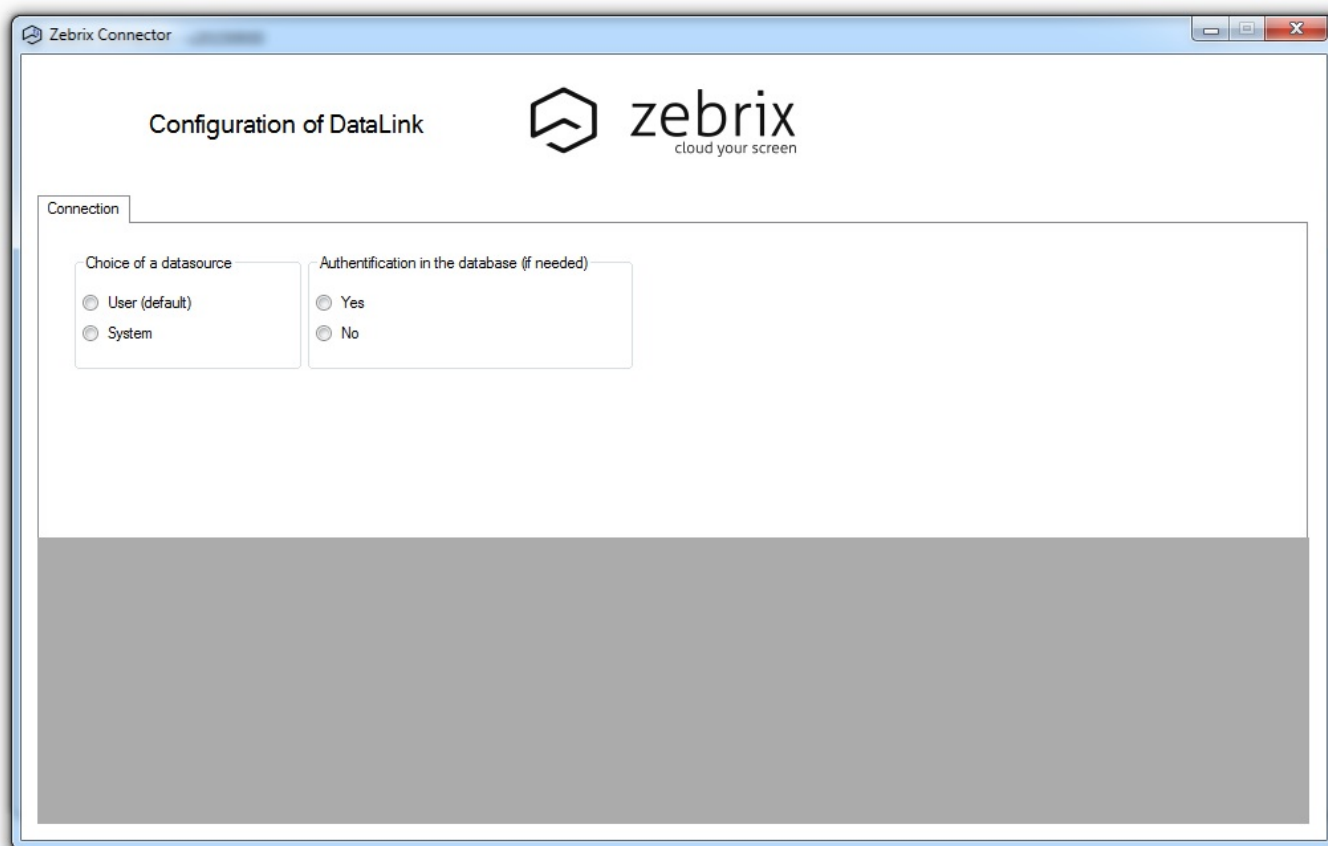 Zebrix Connector
Configuration of DataLink
zebrix
cloud your screen
Connection
Choice of a datasource
User (default)
System
Authentification in the database (if needed)
Yes
No